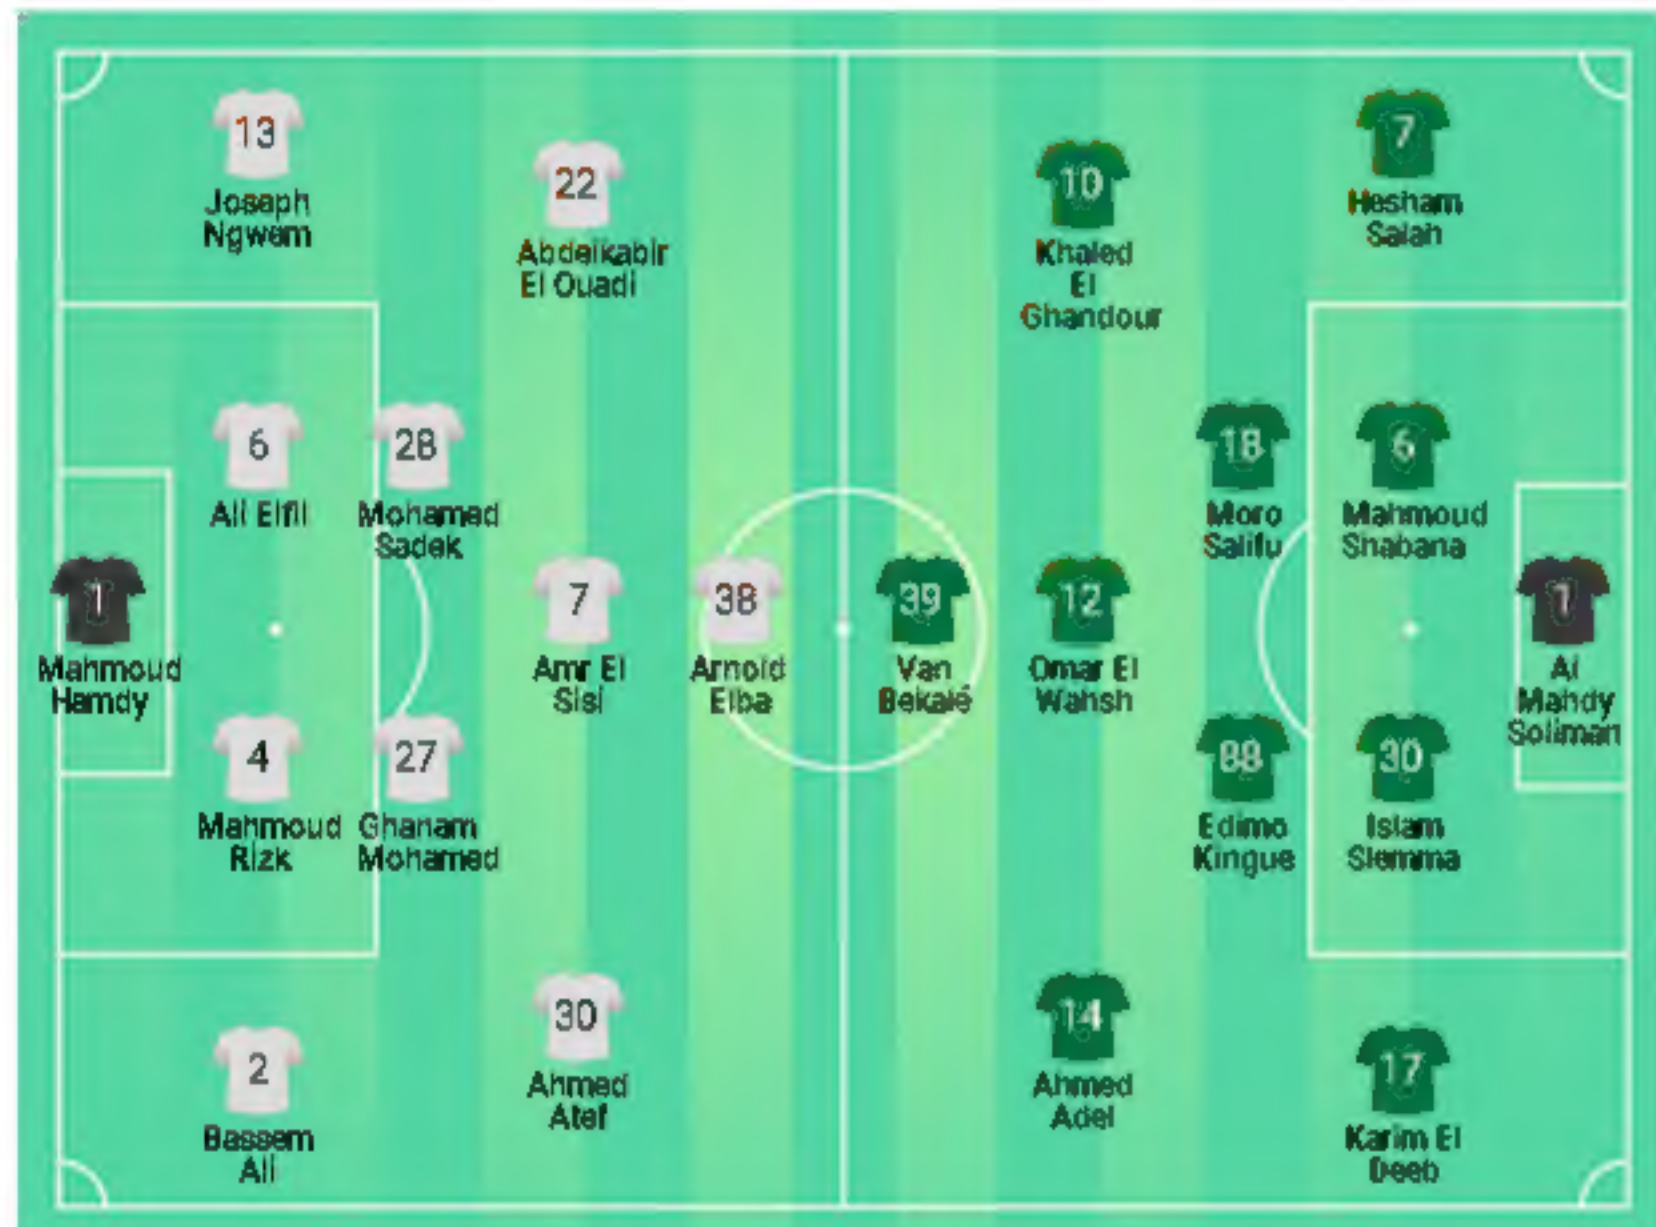 13
Joseph
Ngwem
6
Ali Elfil
1
Mahmoud
Hamdy
4
Mahmoud
Rizk
2
Bassem
Ali
28
Mohamed
Sadek
27
Ghanam
Mohamed
22
Abdelkabir
El Ouadi
7
Amr El
Sisi
30
Ahmed
Atef
38
Arnold
Elba
39
Van
Bekalé
10
Khaled
El
Ghandour
12
Omar El
Wahsh
14
Ahmed
Adel
18
Moro
Salifu
88
Edimo
Kingue
7
Hesham
Salah
6
Mahmoud
Shabana
30
Islam
Slemma
17
Karim El
Deeb
1
Al
Mahdy
Soliman